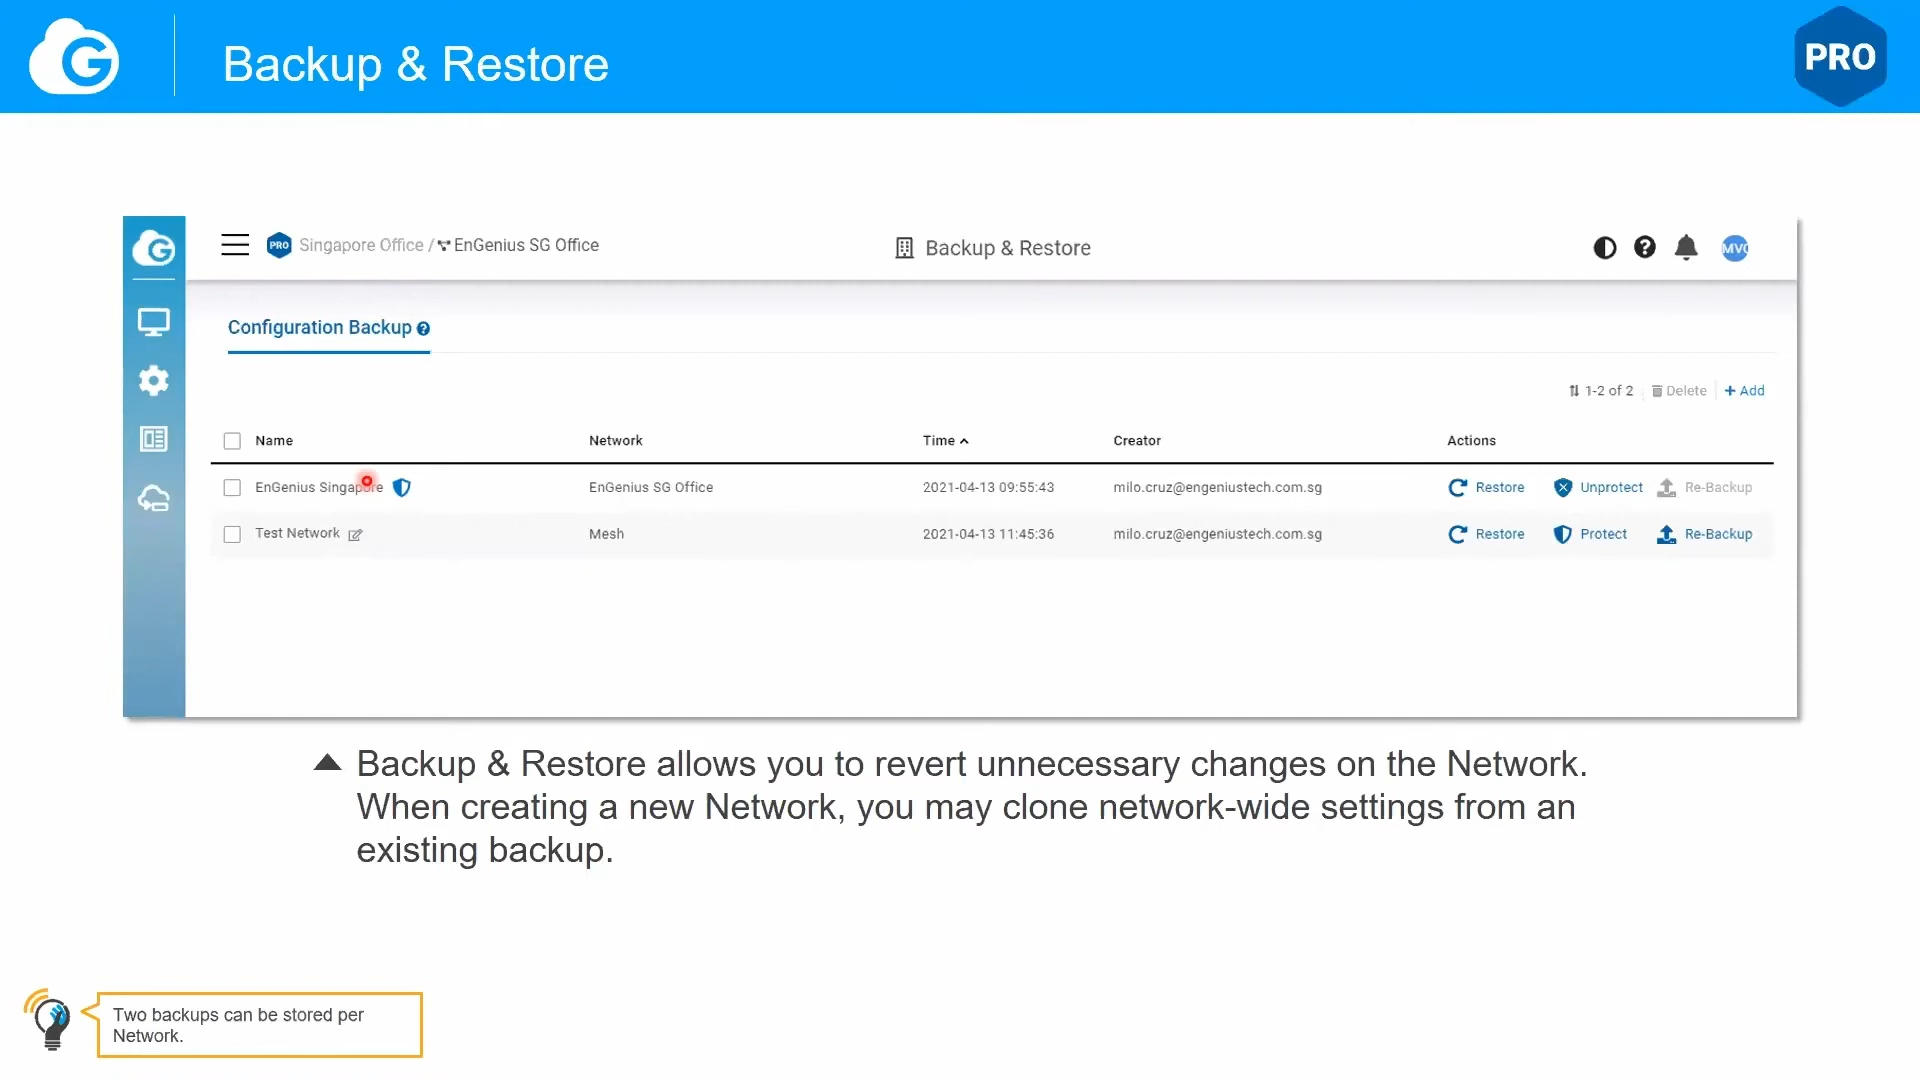 Backup & Restore
PRO
PRO Singapore Office / EnGenius SG Office
Backup & Restore
MVC
Configuration Backup
1-2 of 2 Delete + Add
Name Network Time Creator Actions
EnGenius Singapore EnGenius SG Office 2021-04-13 09:55:43 milo.cruz@engeniustech.com.sg Restore Unprotect Re-Backup
Test Network Mesh 2021-04-13 11:45:36 milo.cruz@engeniustech.com.sg Restore Protect Re-Backup
Backup & Restore allows you to revert unnecessary changes on the Network.
When creating a new Network, you may clone network-wide settings from an
existing backup.
Two backups can be stored per
Network.